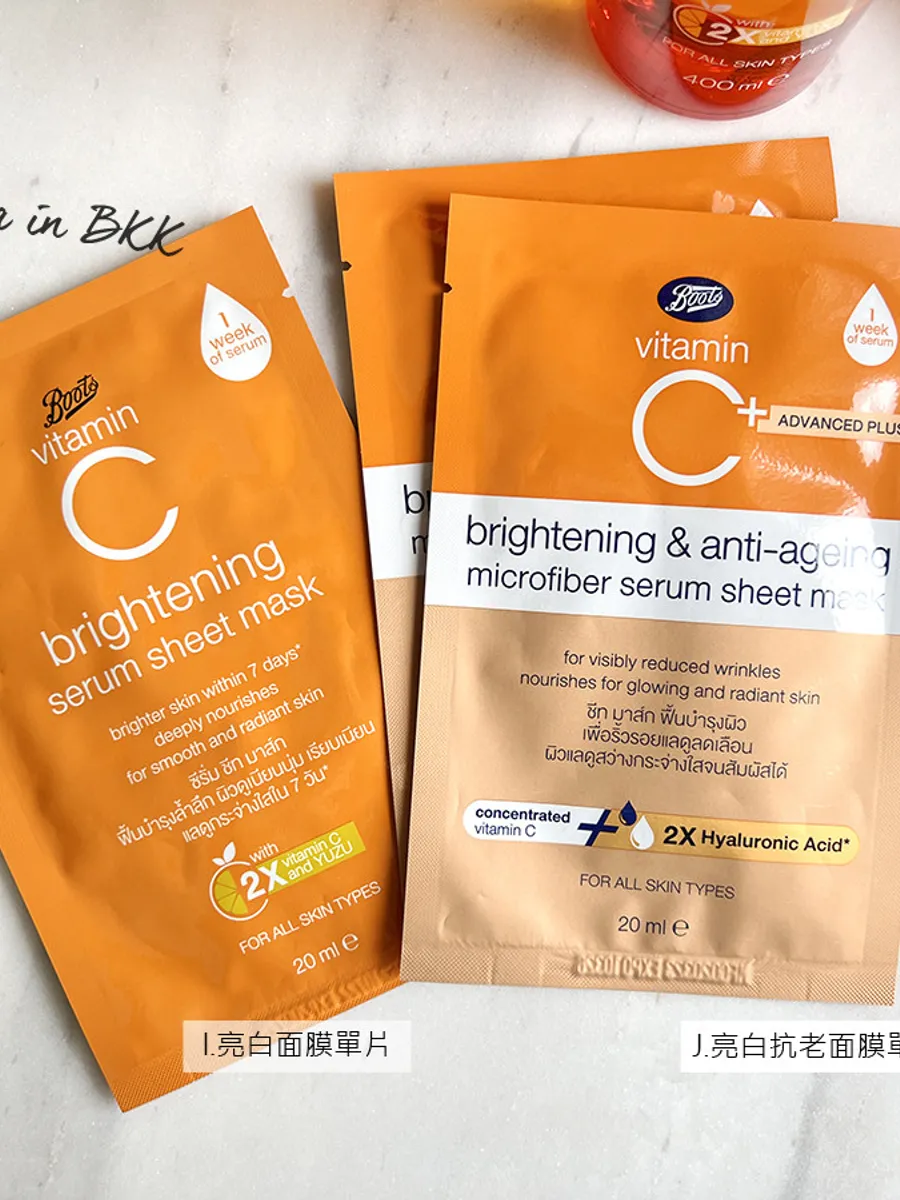 with
2X vitamin C
FOR ALL SKIN TYPES
400 ml e
in BKK
1
week
of serum
Boots
vitamin
C
brightening
serum sheet mask
brighter skin within 7 days*
deeply nourishes
for smooth and radiant skin
ซีรั่ม ชีท มาส์ก
ฟื้นบำรุงล้ำลึก ผิวดูเนียนนุ่ม เรียบเนียน
แลดูกระจ่างใสใน 7 วัน*
with
2X vitamin C
and YUZU
FOR ALL SKIN TYPES
20 ml e
Boots
vitamin
C+
ADVANCED PLUS
1
week
of serum
brightening & anti-ageing
microfiber serum sheet mask
for visibly reduced wrinkles
nourishes for glowing and radiant skin
ชีท มาส์ก ฟื้นบำรุงผิว
เพื่อริ้วรอยแลดูลดเลือน
ผิวแลดูสว่างกระจ่างใสจนสัมผัสได้
concentrated
vitamin C
2X Hyaluronic Acid*
FOR ALL SKIN TYPES
20 ml e
I.亮白面膜單片
J.亮白抗老面膜單